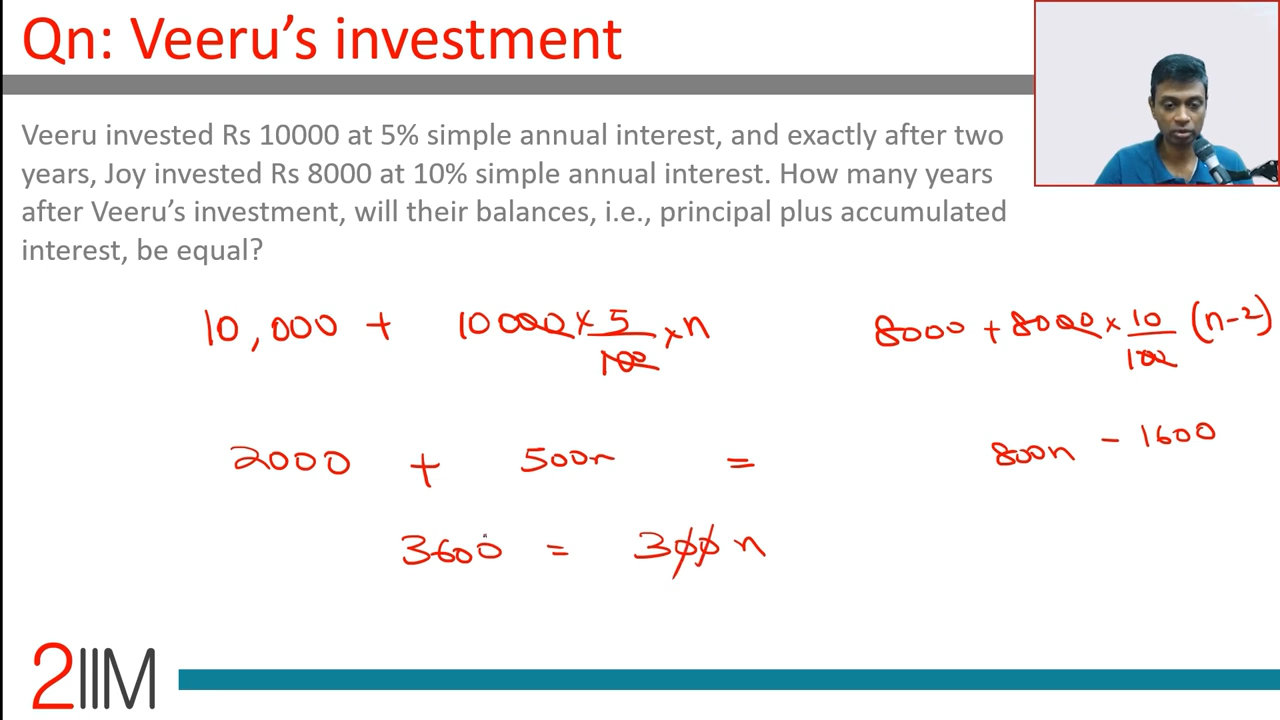 Qn: Veeru’s investment
Veeru invested Rs 10000 at 5% simple annual interest, and exactly after two
years, Joy invested Rs 8000 at 10% simple annual interest. How many years
after Veeru’s investment, will their balances, i.e., principal plus accumulated
interest, be equal?
10,000 + 10000 × 5/100 × n 8000 + 8000 × 10/100 (n-2)
2000 + 500n = 800n - 1600
3600 = 300 n
2IIM